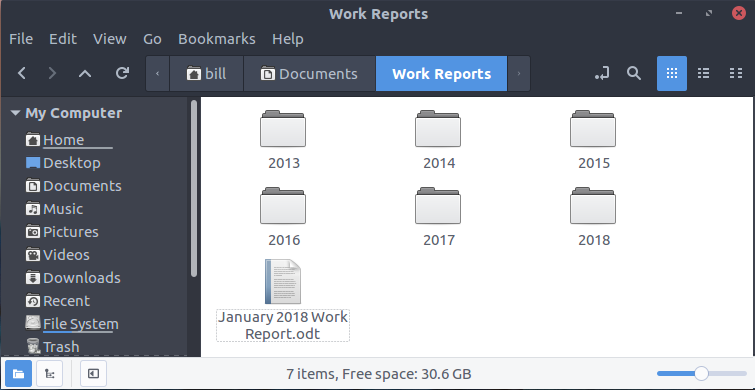 Work Reports
File Edit View Go Bookmarks Help
bill Documents Work Reports
My Computer
Home
Desktop
Documents
Music
Pictures
Videos
Downloads
Recent
File System
Trash
2013 2014 2015
2016 2017 2018
January 2018 Work
Report.odt
7 items, Free space: 30.6 GB